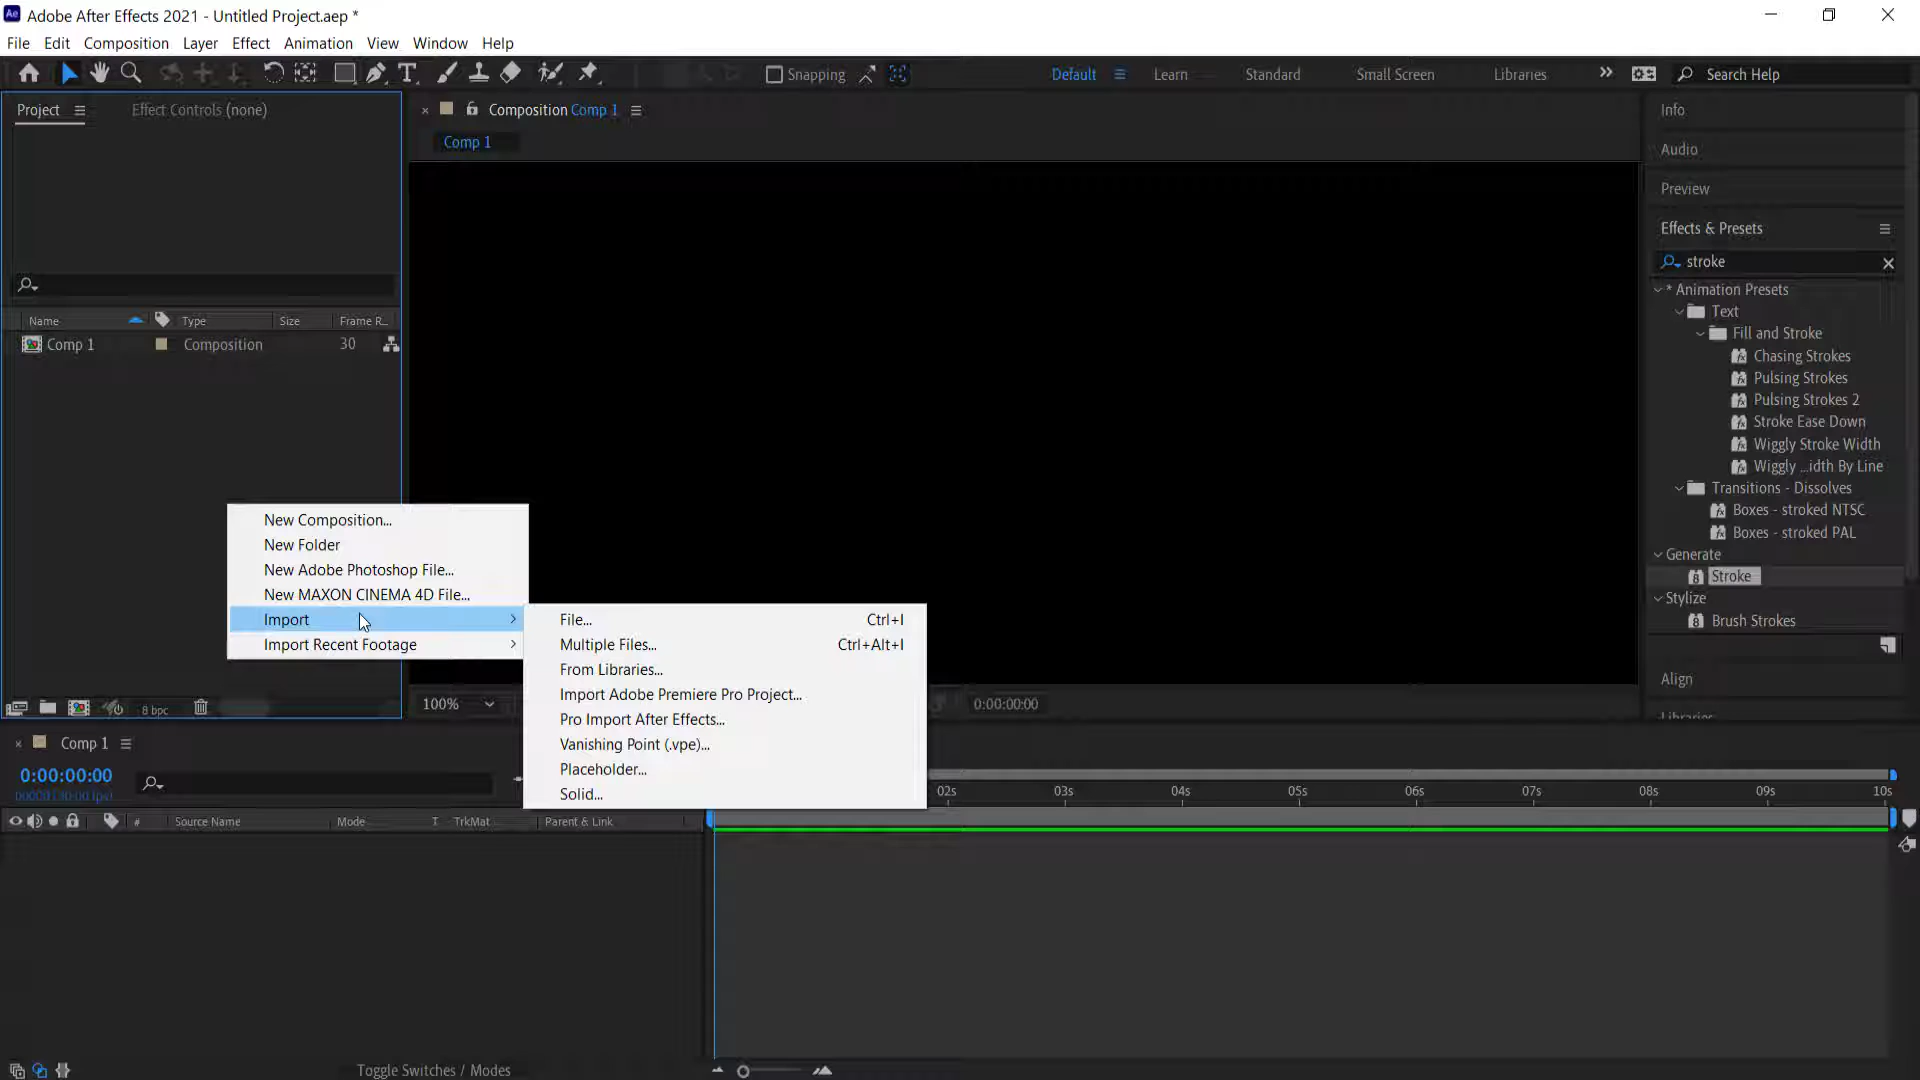 Adobe After Effects 2021 - Untitled Project.aep *
File Edit Composition Layer Effect Animation View Window Help
Snapping Default Learn Standard Small Screen Libraries Search Help
Project Effect Controls (none)
Composition Comp 1
Comp 1
Name Type Size Frame R...
Comp 1 Composition 30
New Composition...
New Folder
New Adobe Photoshop File...
New MAXON CINEMA 4D File...
Import
Import Recent Footage
File... Ctrl+I
Multiple Files... Ctrl+Alt+I
From Libraries...
Import Adobe Premiere Pro Project...
Pro Import After Effects...
Vanishing Point (.vpe)...
Placeholder...
Solid...
8 bpc
100%
0:00:00:00
Info
Audio
Preview
Effects & Presets
stroke
* Animation Presets
Text
Fill and Stroke
Chasing Strokes
Pulsing Strokes
Pulsing Strokes 2
Stroke Ease Down
Wiggly Stroke Width
Wiggly ...idth By Line
Transitions - Dissolves
Boxes - stroked NTSC
Boxes - stroked PAL
Generate
Stroke
Stylize
Brush Strokes
Align
Libraries
Comp 1
0:00:00:00
02s 03s 04s 05s 06s 07s 08s 09s 10s
# Source Name Mode T TrkMat Parent & Link
Toggle Switches / Modes